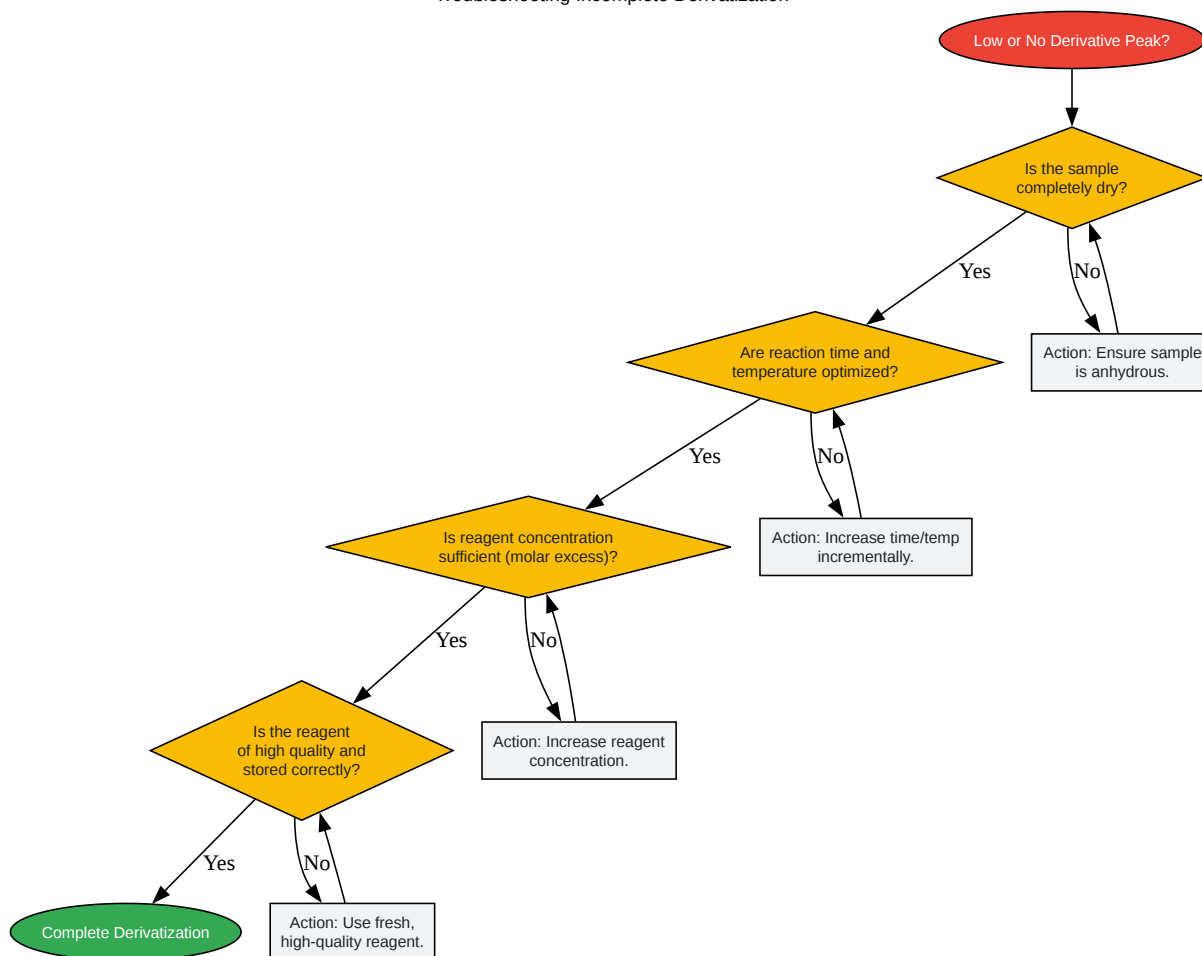 Troubleshooting Incomplete Derivatization
Low or No Derivative Peak?
Is the sample
completely dry?
Yes
No
Are reaction time and
temperature optimized?
Action: Ensure sample
is anhydrous.
Yes
No
Is reagent concentration
sufficient (molar excess)?
Action: Increase time/temp
incrementally.
Yes
No
Is the reagent
of high quality and
stored correctly?
Action: Increase reagent
concentration.
Yes
No
Complete Derivatization
Action: Use fresh,
high-quality reagent.